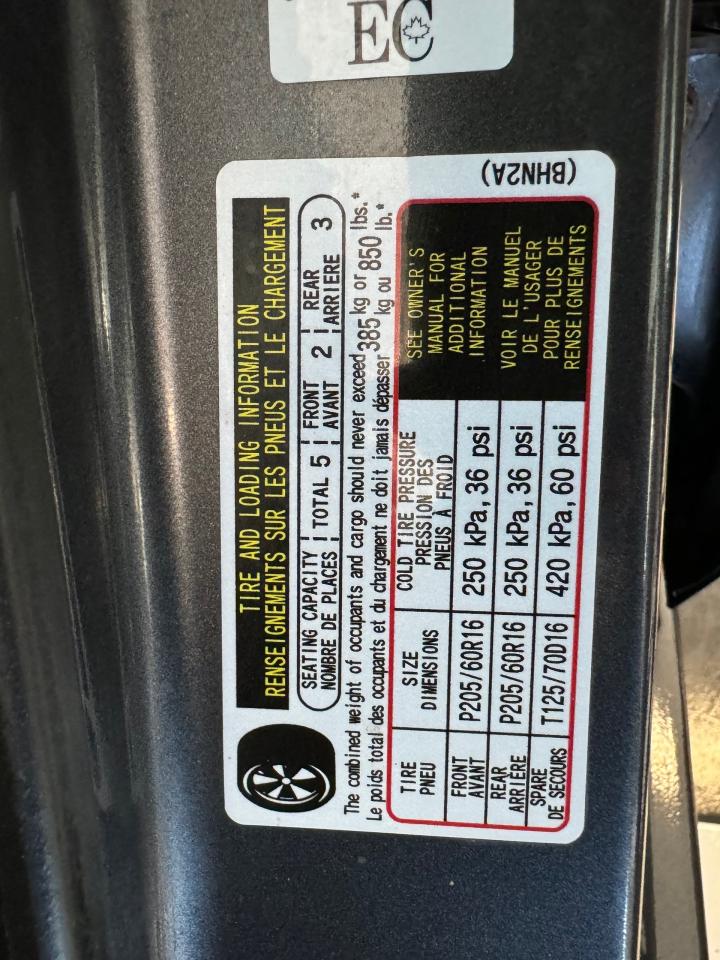 EC
(BHN2A)
TIRE AND LOADING INFORMATION
RENSEIGNEMENTS SUR LES PNEUS ET LE CHARGEMENT
SEATING CAPACITY TOTAL 5 FRONT 2 REAR 3
NOMBRE DE PLACES AVANT ARRIÈRE
The combined weight of occupants and cargo should never exceed 385 kg or 850 lbs.*
Le poids total des occupants et du chargement ne doit jamais dépasser 385 kg ou 850 lb.*
TIRE SIZE COLD TIRE PRESSURE
PNEU DIMENSIONS PRESSION DES
PNEUS À FROID
FRONT P205/60R16 250 kPa, 36 psi
AVANT
REAR P205/60R16 250 kPa, 36 psi
ARRIÈRE
SPARE T125/70D16 420 kPa, 60 psi
DE SECOURS
SEE OWNER'S
MANUAL FOR
ADDITIONAL
INFORMATION
VOIR LE MANUEL
DE L'USAGER
POUR PLUS DE
RENSEIGNEMENTS